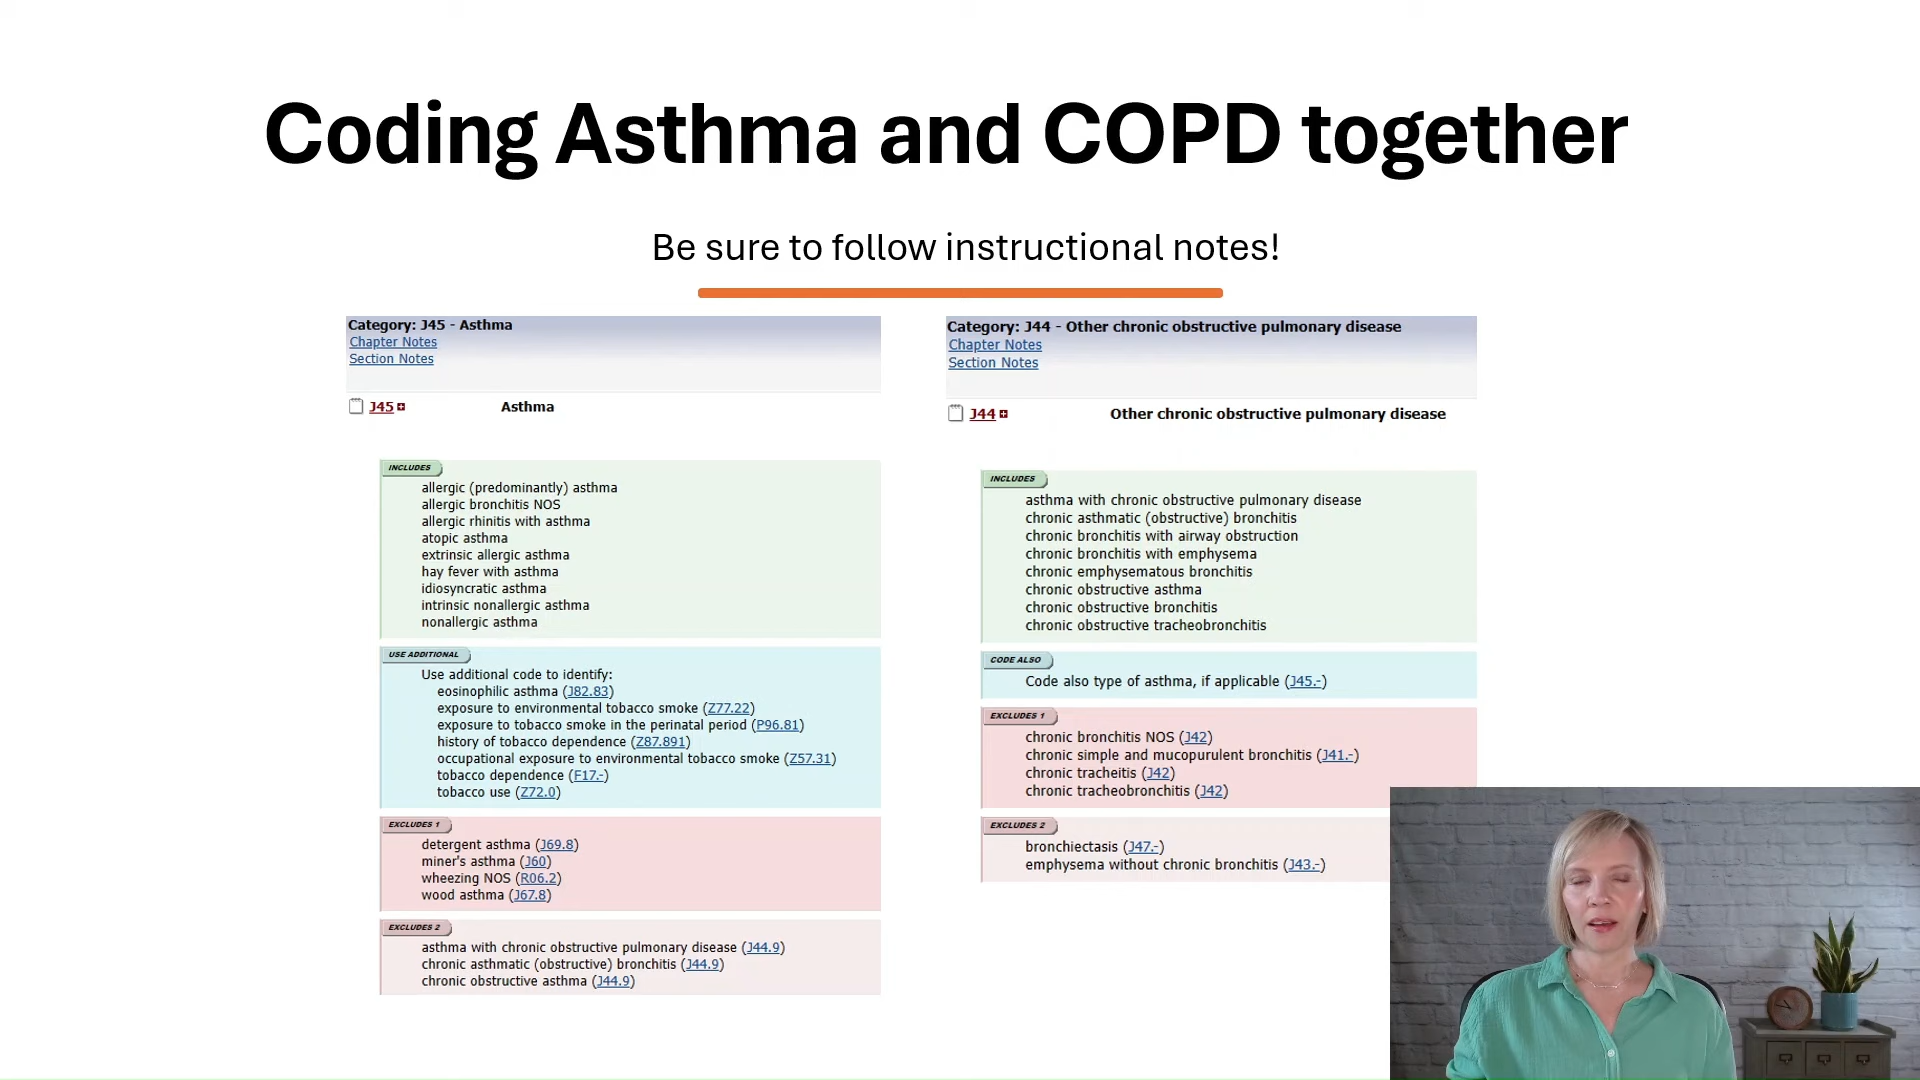 Coding Asthma and COPD together
Be sure to follow instructional notes!
Category: J45 - Asthma
Chapter Notes
Section Notes
J45
Asthma
INCLUDES
allergic (predominantly) asthma
allergic bronchitis NOS
allergic rhinitis with asthma
atopic asthma
extrinsic allergic asthma
hay fever with asthma
idiosyncratic asthma
intrinsic nonallergic asthma
nonallergic asthma
USE ADDITIONAL
Use additional code to identify:
eosinophilic asthma (J82.83)
exposure to environmental tobacco smoke (Z77.22)
exposure to tobacco smoke in the perinatal period (P96.81)
history of tobacco dependence (Z87.891)
occupational exposure to environmental tobacco smoke (Z57.31)
tobacco dependence (F17.-)
tobacco use (Z72.0)
EXCLUDES 1
detergent asthma (J69.8)
miner's asthma (J60)
wheezing NOS (R06.2)
wood asthma (J67.8)
EXCLUDES 2
asthma with chronic obstructive pulmonary disease (J44.9)
chronic asthmatic (obstructive) bronchitis (J44.9)
chronic obstructive asthma (J44.9)
Category: J44 - Other chronic obstructive pulmonary disease
Chapter Notes
Section Notes
J44
Other chronic obstructive pulmonary disease
INCLUDES
asthma with chronic obstructive pulmonary disease
chronic asthmatic (obstructive) bronchitis
chronic bronchitis with airway obstruction
chronic bronchitis with emphysema
chronic emphysematous bronchitis
chronic obstructive asthma
chronic obstructive bronchitis
chronic obstructive tracheobronchitis
CODE ALSO
Code also type of asthma, if applicable (J45.-)
EXCLUDES 1
chronic bronchitis NOS (J42)
chronic simple and mucopurulent bronchitis (J41.-)
chronic tracheitis (J42)
chronic tracheobronchitis (J42)
EXCLUDES 2
bronchiectasis (J47.-)
emphysema without chronic bronchitis (J43.-)